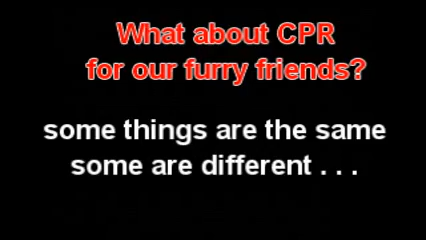 What about CPR
for our furry friends?
some things are the same
some are different . . .